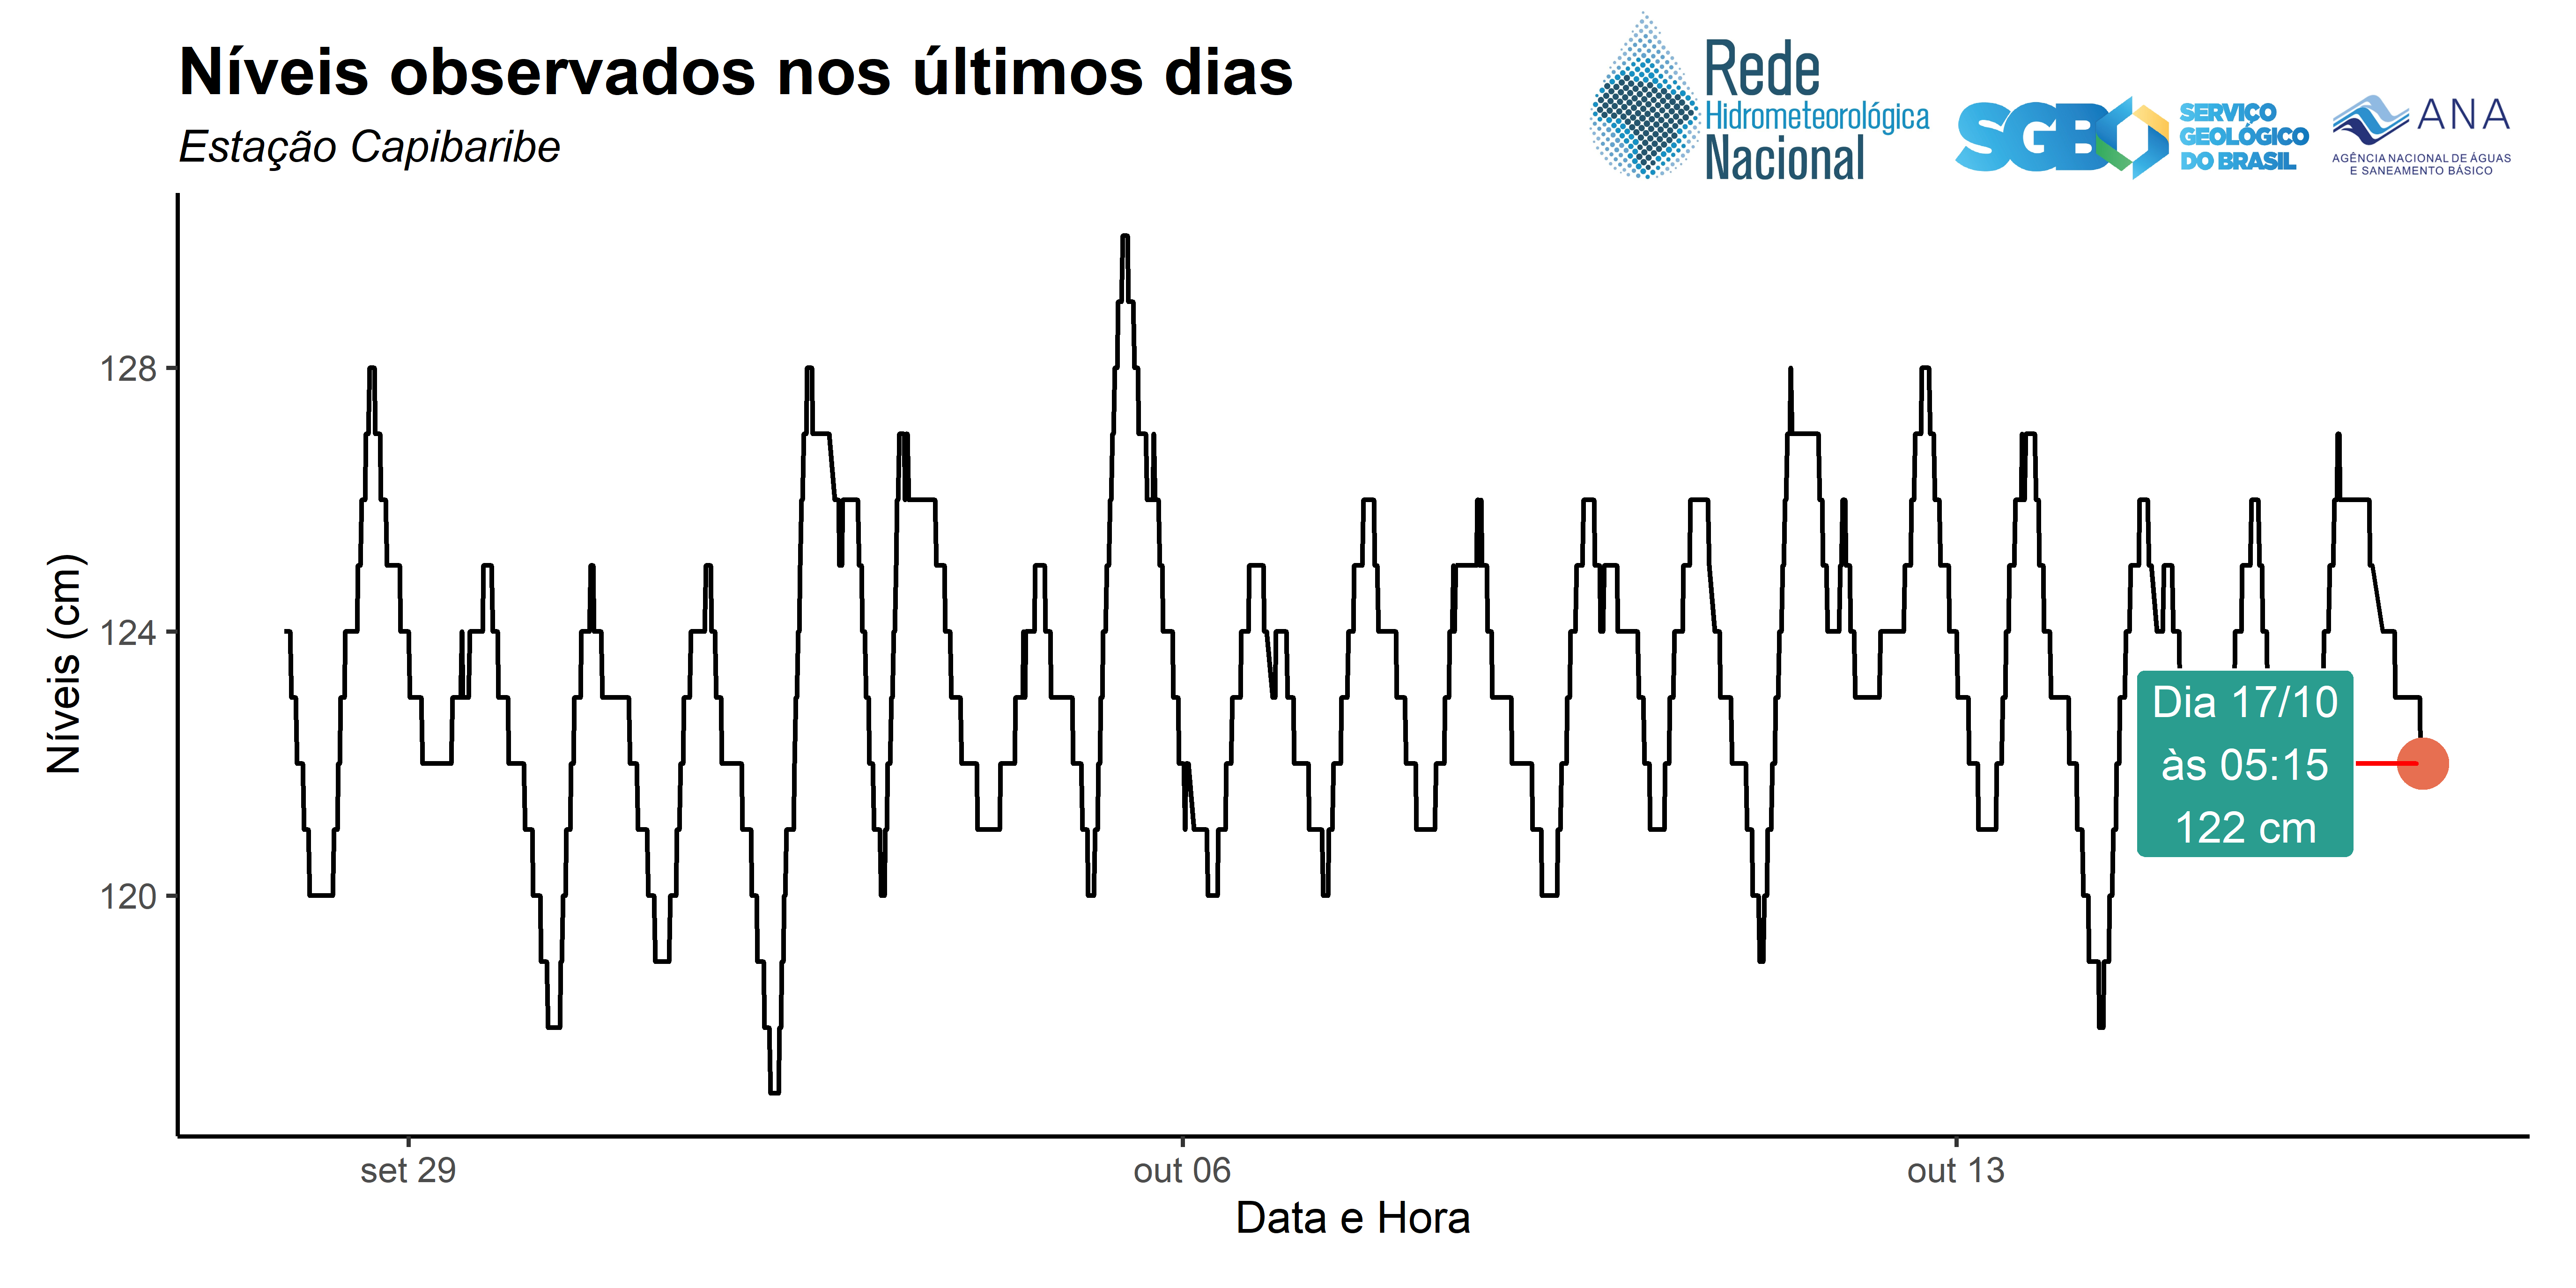 Níveis observados nos últimos dias
Estação Capibaribe
Rede
Hidrometeorológica
Nacional
SGB
SERVIÇO
GEOLÓGICO
DO BRASIL
ANA
AGÊNCIA NACIONAL DE ÁGUAS
E SANEAMENTO BÁSICO
Níveis (cm)
128
124
120
Dia 17/10
às 05:15
122 cm
set 29
out 06
out 13
Data e Hora